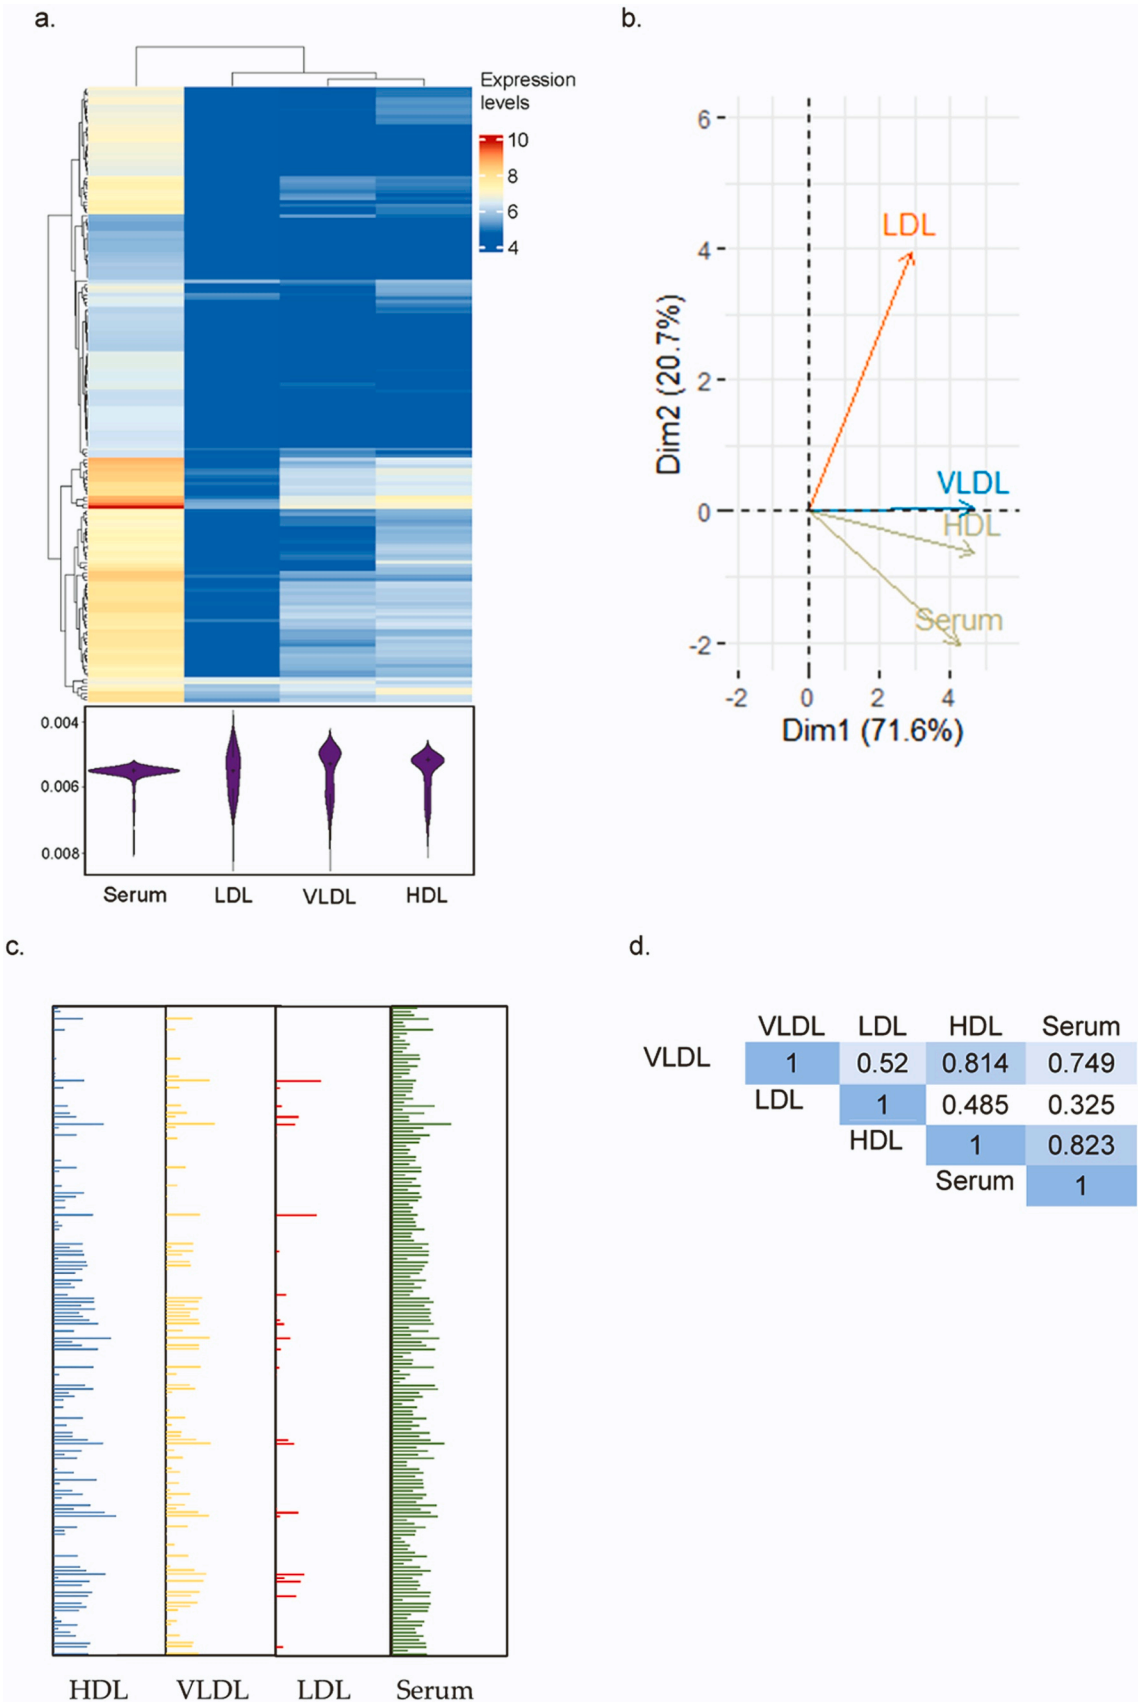 a.
Expression
levels
10
8
6
4
0.004
0.006
0.008
Serum LDL VLDL HDL
b.
6
4
2
0
-2
Dim2 (20.7%)
LDL
VLDL
HDL
Serum
-2 0 2 4
Dim1 (71.6%)
c.
HDL VLDL LDL Serum
d.
VLDL LDL HDL Serum
VLDL 1 0.52 0.814 0.749
LDL 1 0.485 0.325
HDL 1 0.823
Serum 1